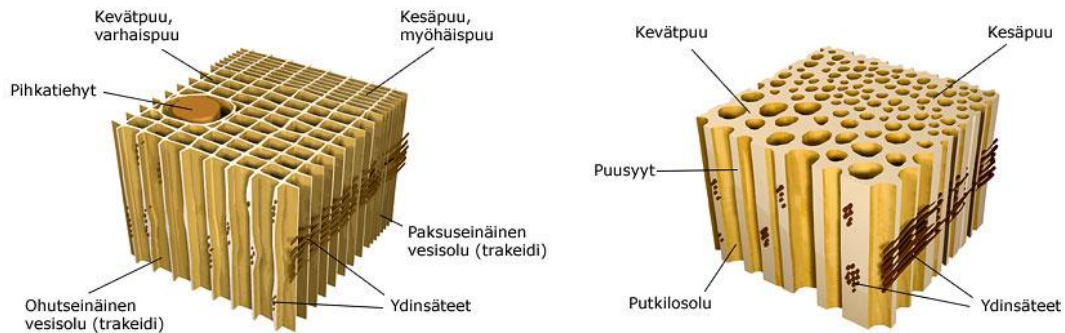 Kevätpuu,
varhaispuu
Kesäpuu,
myöhäispuu
Pihkatiehyt
Paksuseinäinen
vesisolu (trakeidi)
Ohutseinäinen
vesisolu (trakeidi)
Ydinsäteet
Kevätpuu
Kesäpuu
Puusyyt
Putkilosolu
Ydinsäteet